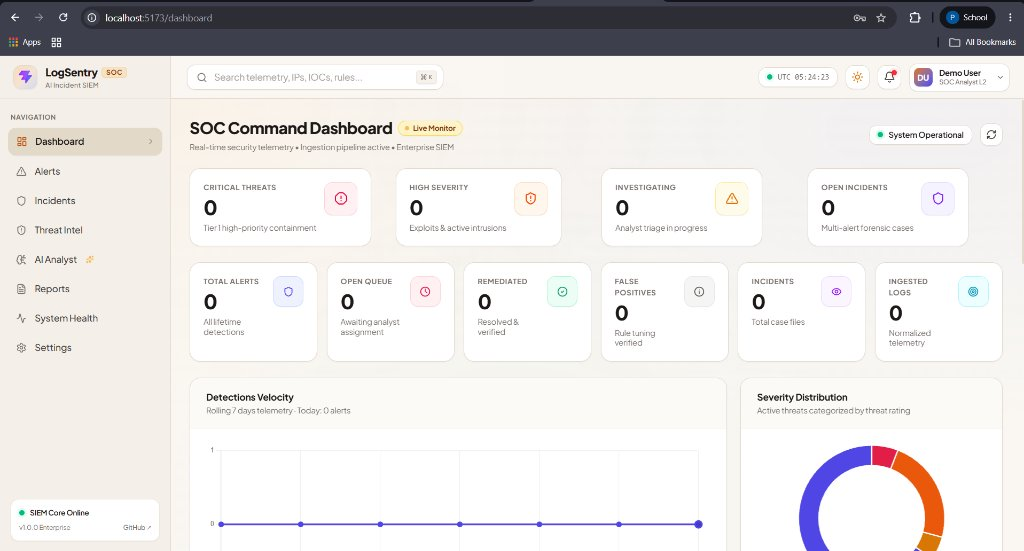 localhost:5173/dashboard
P School
Apps
All Bookmarks
LogSentry SOC
AI Incident SIEM
Search telemetry, IPs, IOCs, rules...
⌘K
UTC 05:24:23
DU
Demo User
SOC Analyst L2
NAVIGATION
Dashboard
Alerts
Incidents
Threat Intel
AI Analyst
Reports
System Health
Settings
SIEM Core Online
v1.0.0 Enterprise
GitHub ↗
SOC Command Dashboard
Live Monitor
Real-time security telemetry • Ingestion pipeline active • Enterprise SIEM
System Operational
CRITICAL THREATS
0
Tier 1 high-priority containment
HIGH SEVERITY
0
Exploits & active intrusions
INVESTIGATING
0
Analyst triage in progress
OPEN INCIDENTS
0
Multi-alert forensic cases
TOTAL ALERTS
0
All lifetime
detections
OPEN QUEUE
0
Awaiting analyst
assignment
REMEDIATED
0
Resolved &
verified
FALSE
POSITIVES
0
Rule tuning
verified
INCIDENTS
0
Total case files
INGESTED
LOGS
0
Normalized
telemetry
Detections Velocity
Rolling 7 days telemetry · Today: 0 alerts
1
0
Severity Distribution
Active threats categorized by threat rating